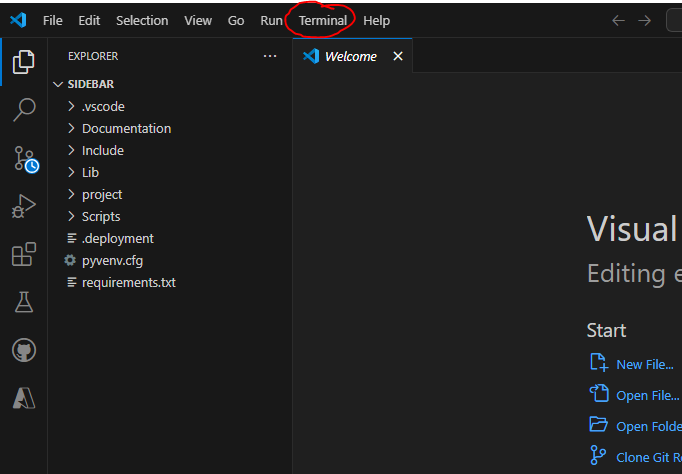 File Edit Selection View Go Run Terminal Help
EXPLORER ...
Welcome
SIDEBAR
.vscode
Documentation
Include
Lib
project
Scripts
.deployment
pyvenv.cfg
requirements.txt
Visual
Editing e
Start
New File...
Open File...
Open Folde
Clone Git R